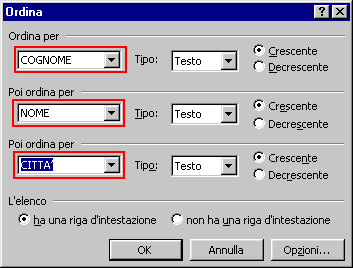 Ordina
Ordina per
COGNOME Tipo: Testo Crescente
Decrescente
Poi ordina per
NOME Tipo: Testo Crescente
Decrescente
Poi ordina per
CITTA' Tipo: Testo Crescente
Decrescente
L'elenco
ha una riga d'intestazione non ha una riga d'intestazione
OK Annulla Opzioni...